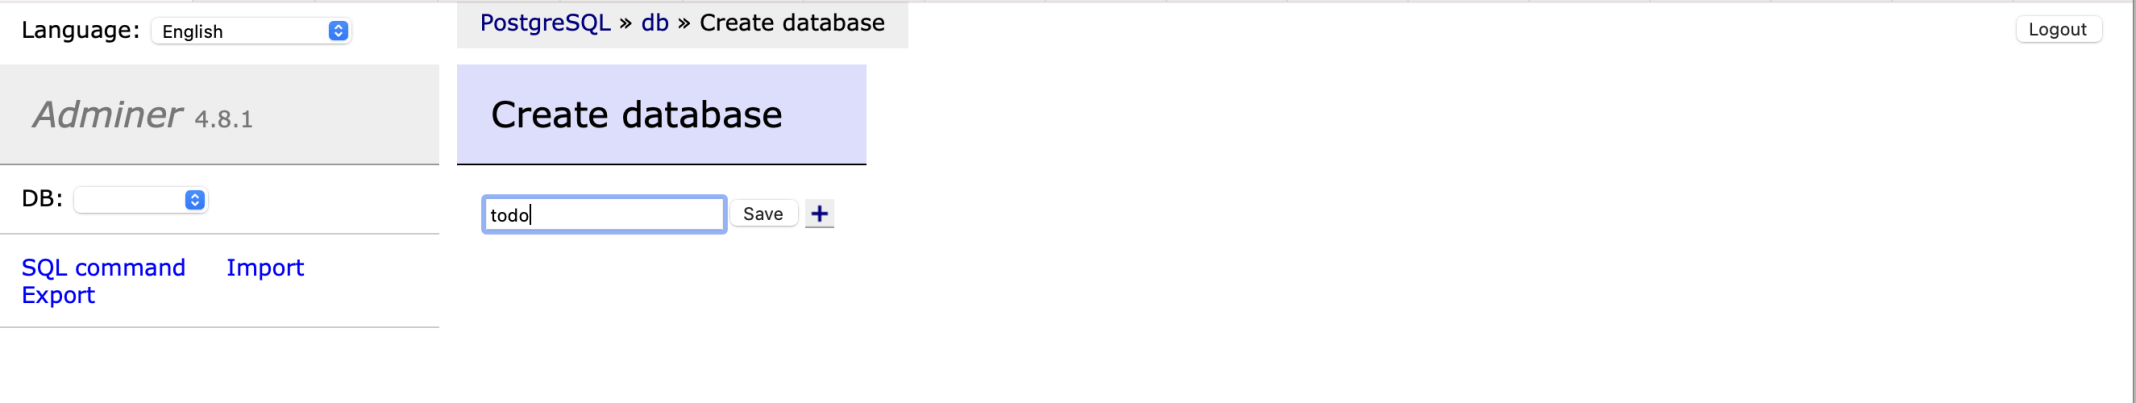 Language: English
PostgreSQL » db » Create database
Logout
Adminer 4.8.1
Create database
DB:
todo Save +
SQL command Import
Export